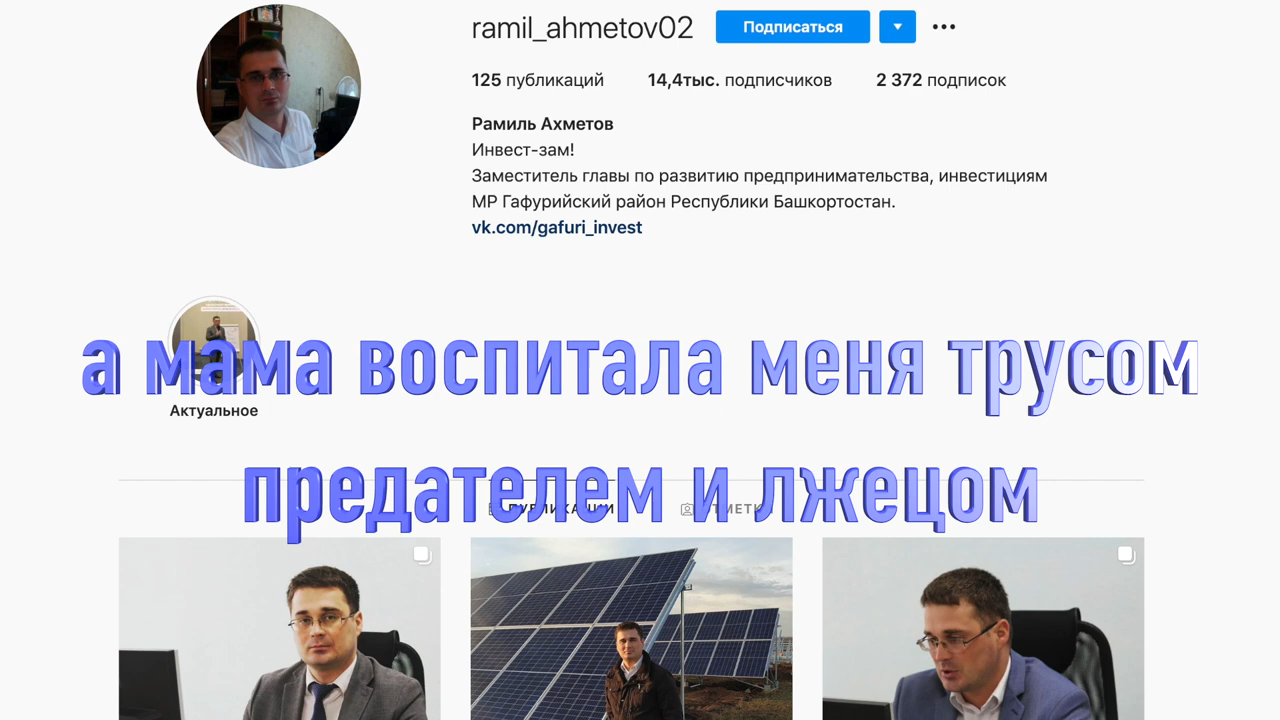 ramil_ahmetov02
Подписаться
125 публикаций 14,4тыс. подписчиков 2 372 подписок
Рамиль Ахметов
Инвест-зам!
Заместитель главы по развитию предпринимательства, инвестициям
МР Гафурийский район Республики Башкортостан.
vk.com/gafuri_invest
а мама воспитала меня трусом
Актуальное
предателем и лжецом
ПУБЛИКАЦИИ